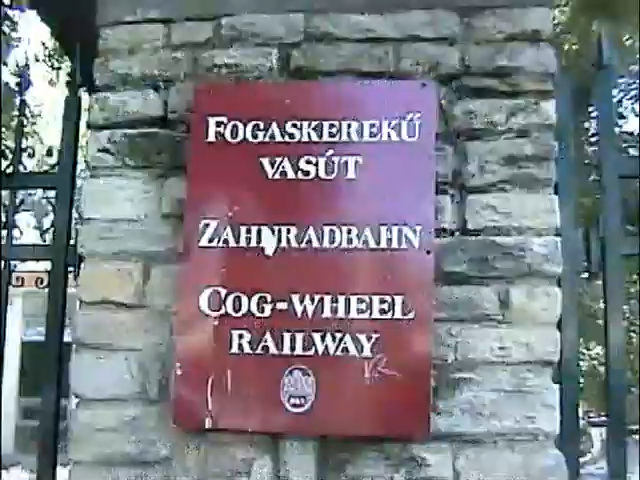 FOGASKEREKŰ
VASÚT
ZAHNRADBAHN
COG-WHEEL
RAILWAY